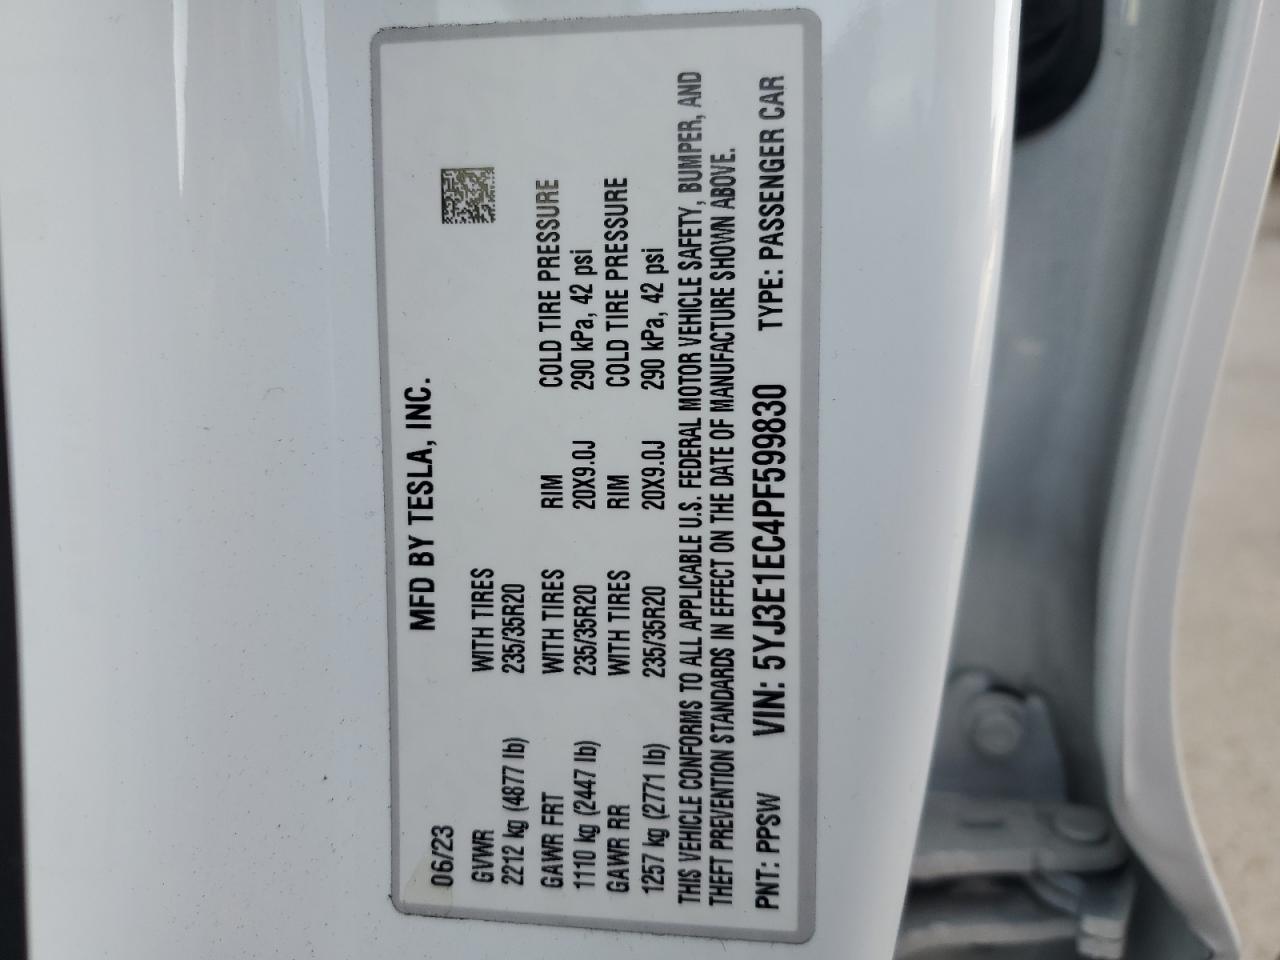 06/23 MFD BY TESLA, INC.
GVWR WITH TIRES
2212 kg (4877 lb) 235/35R20
GAWR FRT WITH TIRES RIM COLD TIRE PRESSURE
1110 kg (2447 lb) 235/35R20 20X9.0J 290 kPa, 42 psi
GAWR RR WITH TIRES RIM COLD TIRE PRESSURE
1257 kg (2771 lb) 235/35R20 20X9.0J 290 kPa, 42 psi
THIS VEHICLE CONFORMS TO ALL APPLICABLE U.S. FEDERAL MOTOR VEHICLE SAFETY, BUMPER, AND
THEFT PREVENTION STANDARDS IN EFFECT ON THE DATE OF MANUFACTURE SHOWN ABOVE.
PNT: PPSW VIN: 5YJ3E1EC4PF599830 TYPE: PASSENGER CAR